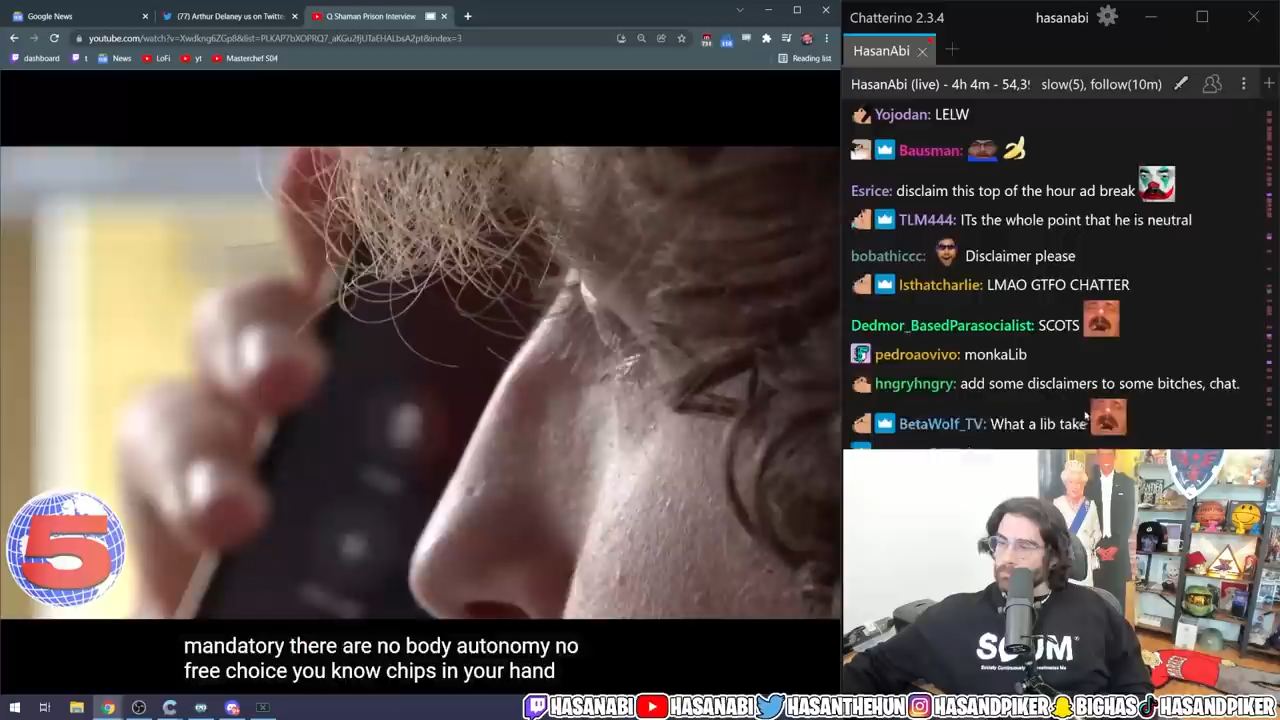 Google News
(77) Arthur Delaney us on Twitte
Q Shaman Prison Interview
youtube.com/watch?v=Xwdkng6ZGp8&list=PLKAP7bXOPRQ7_aKGu2fjUTaEHALbsA2pt&index=3
dashboard
t
News
LoFi
yt
Masterchef S04
Reading list
5
mandatory there are no body autonomy no
free choice you know chips in your hand
Chatterino 2.3.4
hasanabi
HasanAbi
HasanAbi (live) - 4h 4m - 54,3
slow(5), follow(10m)
Yojodan: LELW
Bausman:
Esrice: disclaim this top of the hour ad break
TLM444: ITs the whole point that he is neutral
bobathiccc: Disclaimer please
Isthatcharlie: LMAO GTFO CHATTER
Dedmor_BasedParasocialist: SCOTS
pedroaovivo: monkaLib
hngryhngry: add some disclaimers to some bitches, chat.
BetaWolf_TV: What a lib take
HASANABI
HASANABI
HASANTHEHUN
HASANDPIKER
BIGHAS
HASANDPIKER